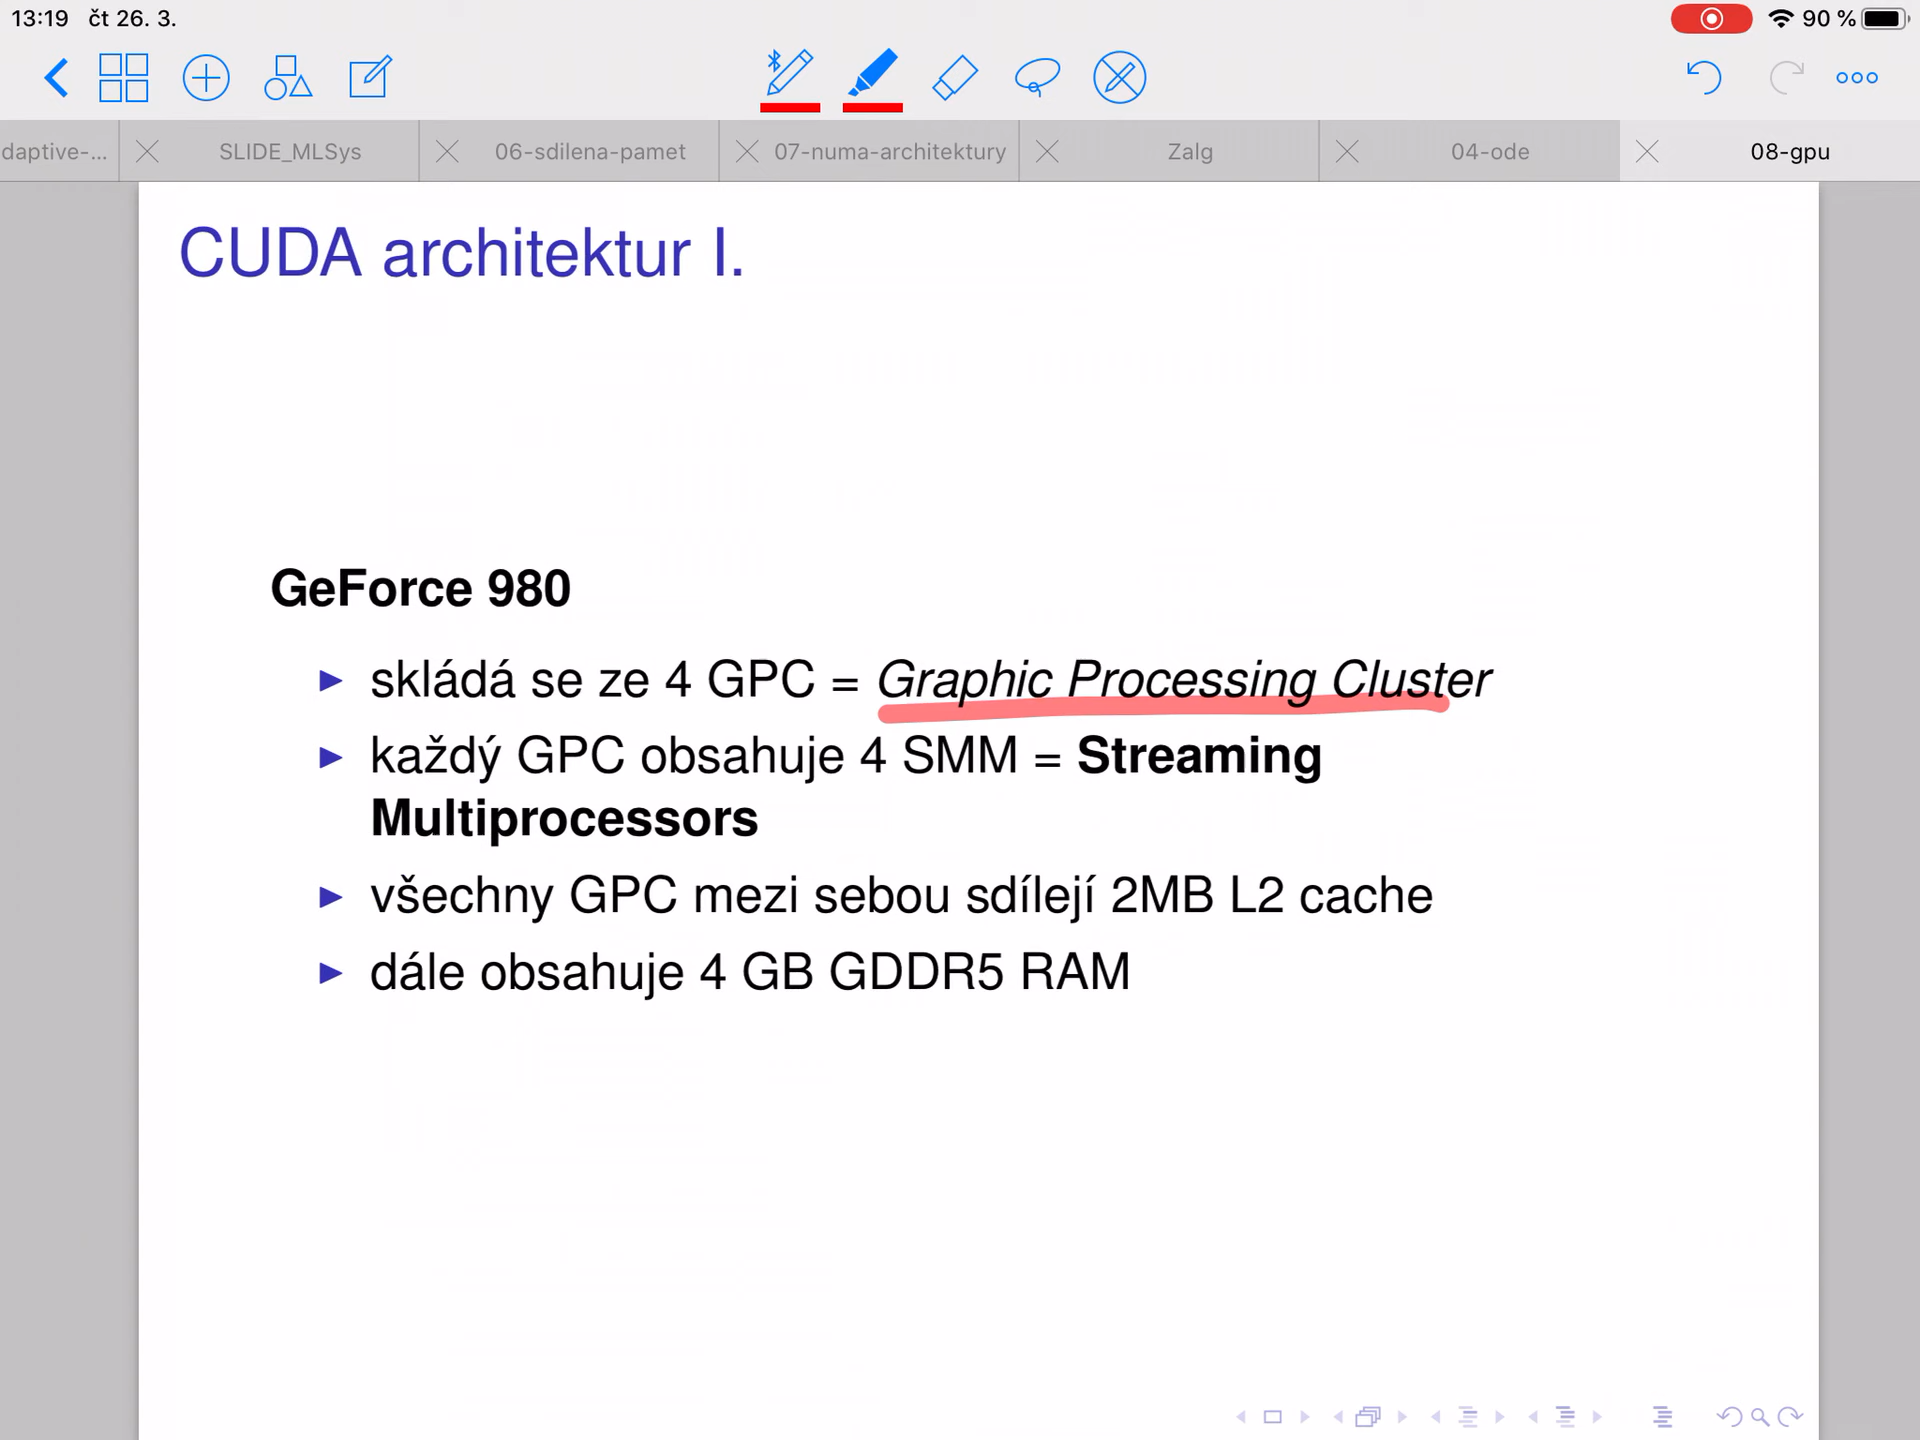 13:19 čt 26. 3.
90 %
daptive-...
SLIDE_MLSys
06-sdilena-pamet
07-numa-architektury
Zalg
04-ode
08-gpu
CUDA architektur I.
GeForce 980
skládá se ze 4 GPC = Graphic Processing Cluster
každý GPC obsahuje 4 SMM = Streaming
Multiprocessors
všechny GPC mezi sebou sdílejí 2MB L2 cache
dále obsahuje 4 GB GDDR5 RAM